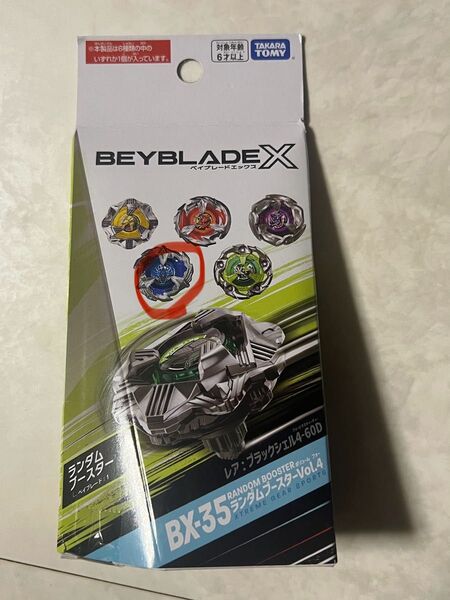 ※本製品は6種類の中の
いずれか1個が入っています。
対象年齢
6才以上
TAKARA
TOMY
BEYBLADE X
ベイブレードエックス
ランダム
ブースター
レア：ブラックシェル4-60D
BX-35
RANDOM BOOSTER
ランダムブースターVol.4
XTREME GEAR SPORTS